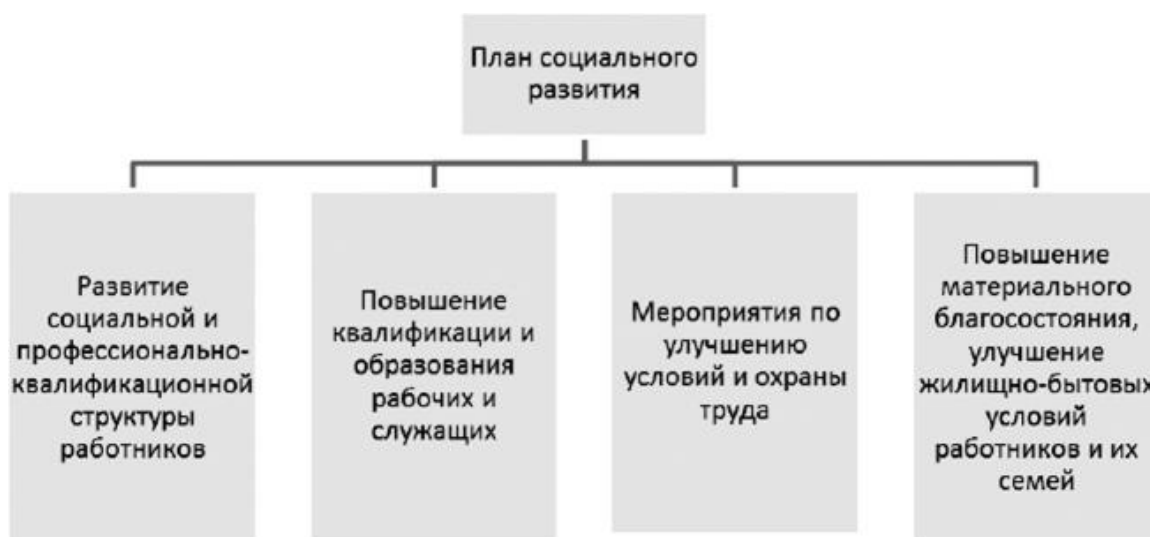 План социального
развития
Развитие
социальной и
профессионально-
квалификационной
структуры
работников
Повышение
квалификации и
образования
рабочих и
служащих
Мероприятия по
улучшению
условий и охраны
труда
Повышение
материального
благосостояния,
улучшение
жилищно-бытовых
условий
работников и их
семей